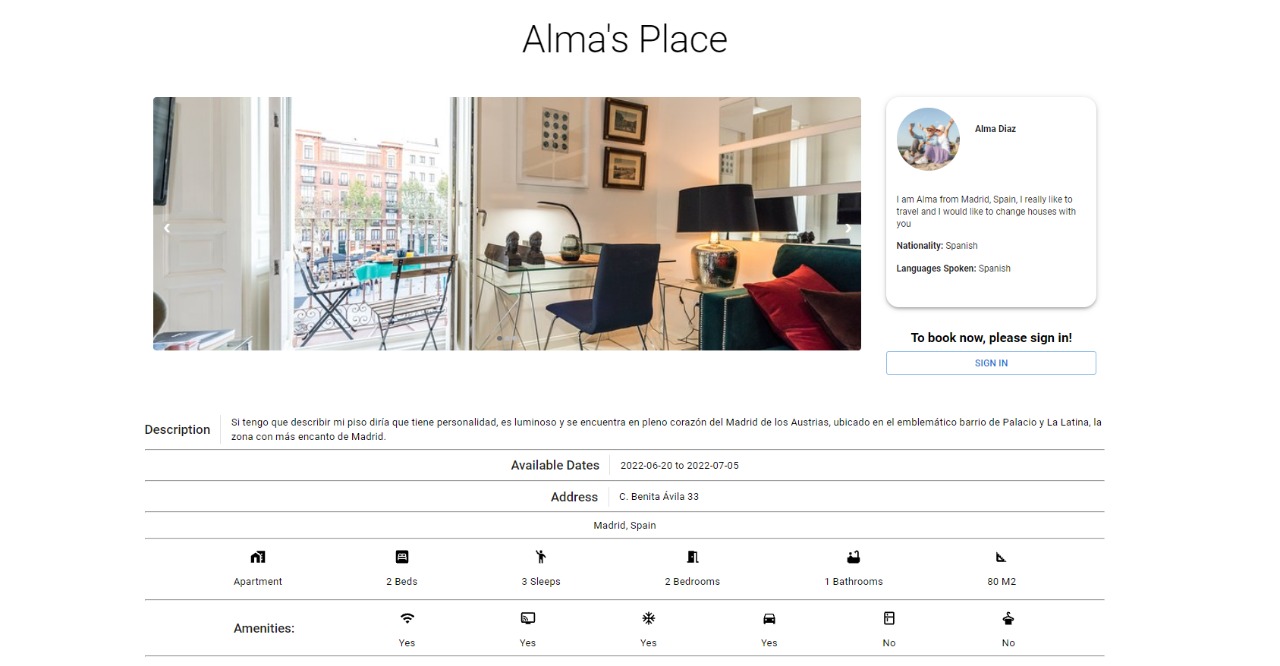 Alma's Place
Alma Diaz
I am Alma from Madrid, Spain, I really like to
travel and I would like to change houses with
you
Nationality: Spanish
Languages Spoken: Spanish
To book now, please sign in!
SIGN IN
Description
Si tengo que describir mi piso diría que tiene personalidad, es luminoso y se encuentra en pleno corazón del Madrid de los Austrias, ubicado en el emblemático barrio de Palacio y La Latina, la
zona con más encanto de Madrid.
Available Dates 2022-06-20 to 2022-07-05
Address C. Benita Ávila 33
Madrid, Spain
Apartment 2 Beds 3 Sleeps 2 Bedrooms 1 Bathrooms 80 M2
Amenities: Yes Yes Yes Yes No No